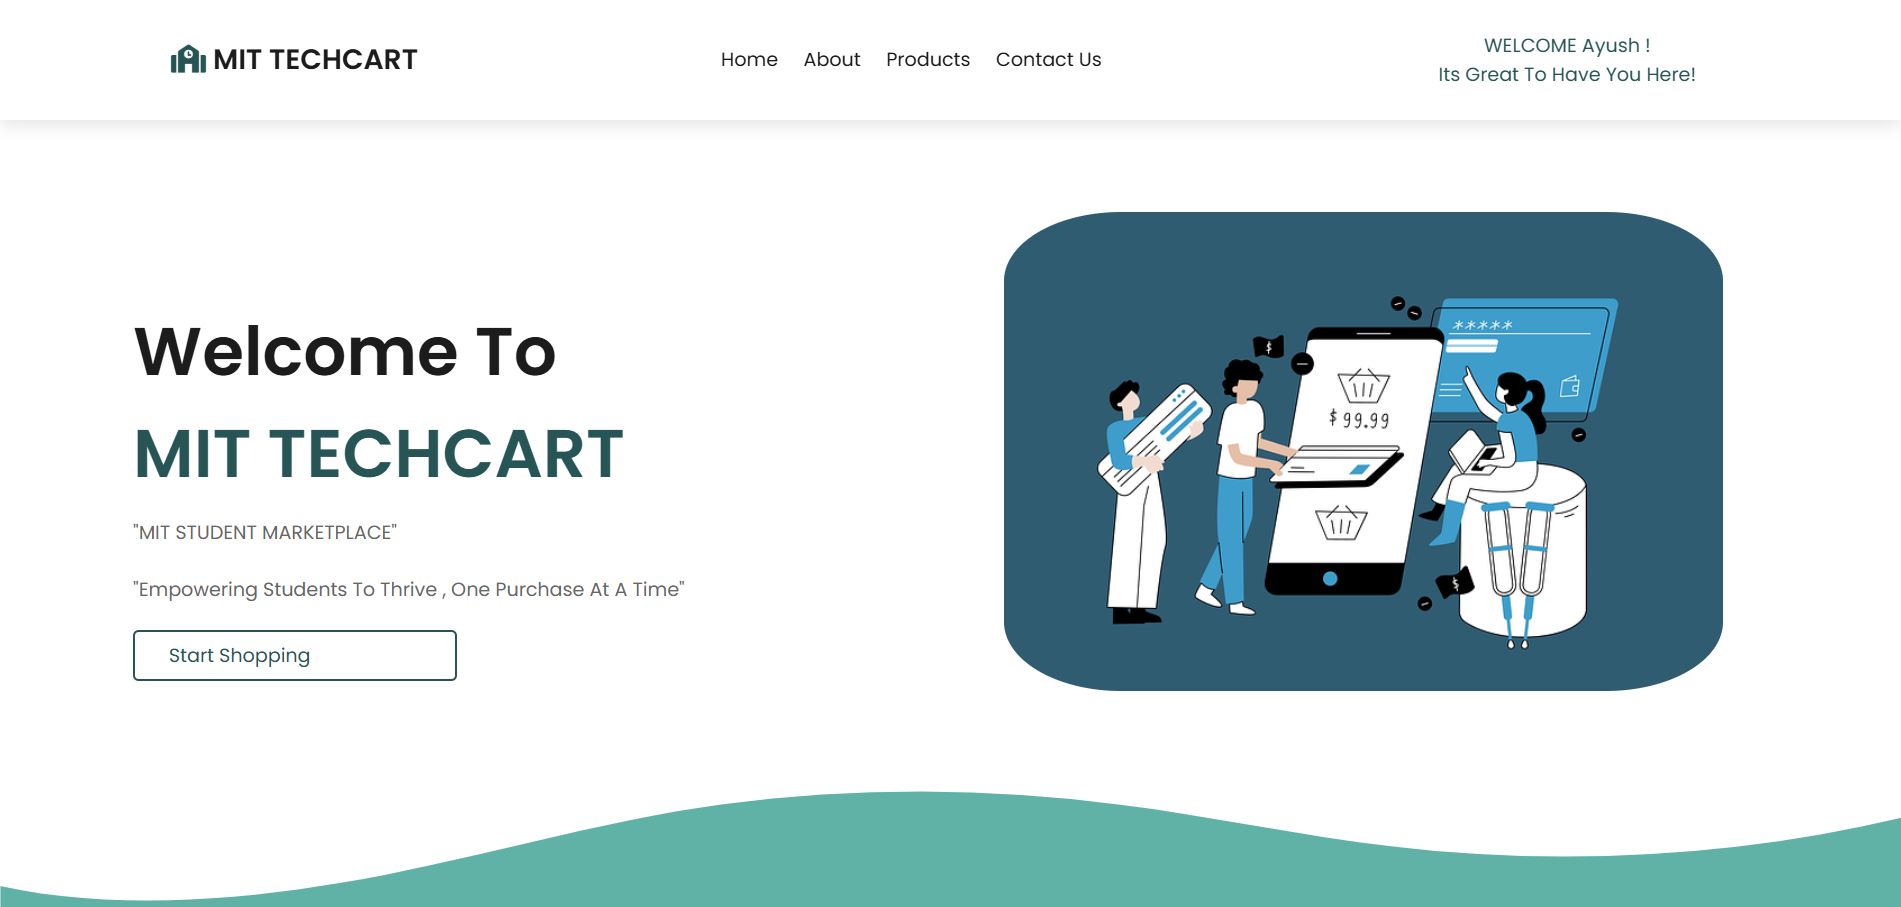 MIT TECHCART
Home About Products Contact Us
WELCOME Ayush !
Its Great To Have You Here!
Welcome To
MIT TECHCART
"MIT STUDENT MARKETPLACE"
"Empowering Students To Thrive , One Purchase At A Time"
Start Shopping
*****
$
$ 99.99
$